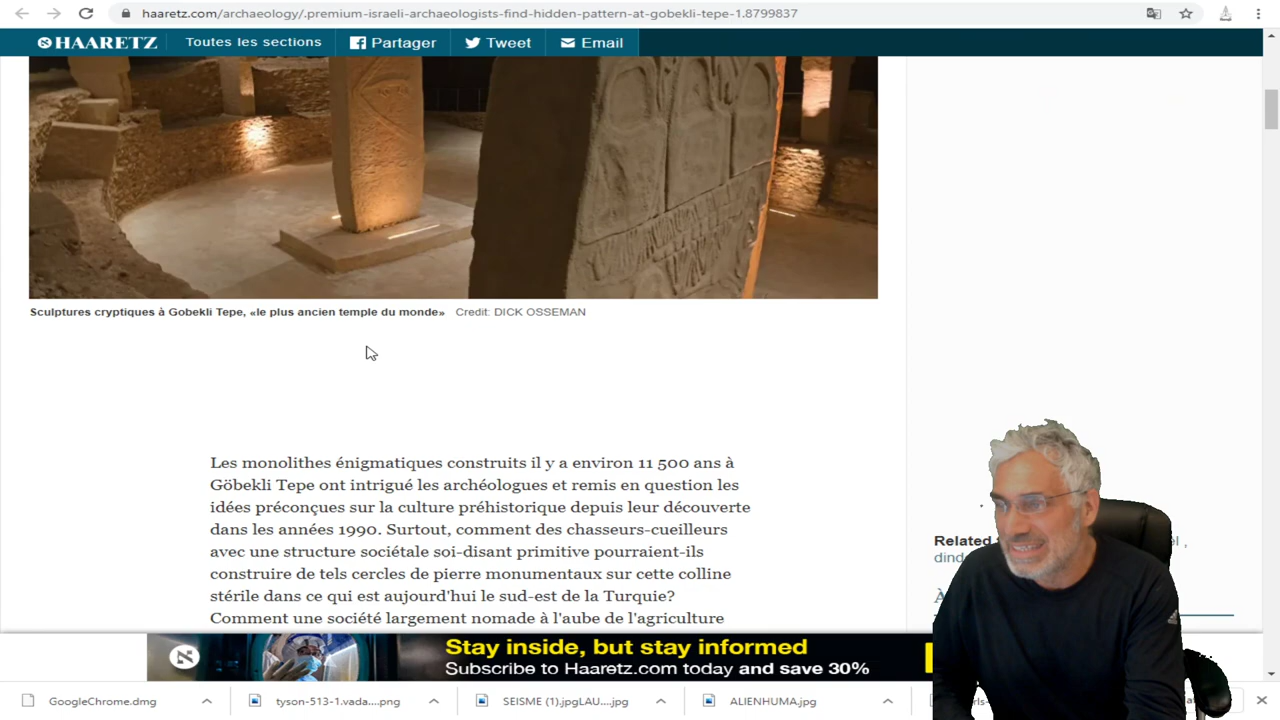 haaretz.com/archaeology/.premium-israeli-archaeologists-find-hidden-pattern-at-gobekli-tepe-1.8799837
HAARETZ Toutes les sections Partager Tweet Email
Sculptures cryptiques à Gobekli Tepe, «le plus ancien temple du monde» Credit: DICK OSSEMAN
Les monolithes énigmatiques construits il y a environ 11 500 ans à
Göbekli Tepe ont intrigué les archéologues et remis en question les
idées préconçues sur la culture préhistorique depuis leur découverte
dans les années 1990. Surtout, comment des chasseurs-cueilleurs
avec une structure sociétale soi-disant primitive pourraient-ils
construire de tels cercles de pierre monumentaux sur cette colline
stérile dans ce qui est aujourd'hui le sud-est de la Turquie?
Comment une société largement nomade à l'aube de l'agriculture
Related
Stay inside, but stay informed
Subscribe to Haaretz.com today and save 30%
GoogleChrome.dmg tyson-513-1.vada....png SEISME (1).jpgLAU....jpg ALIENHUMA.jpg